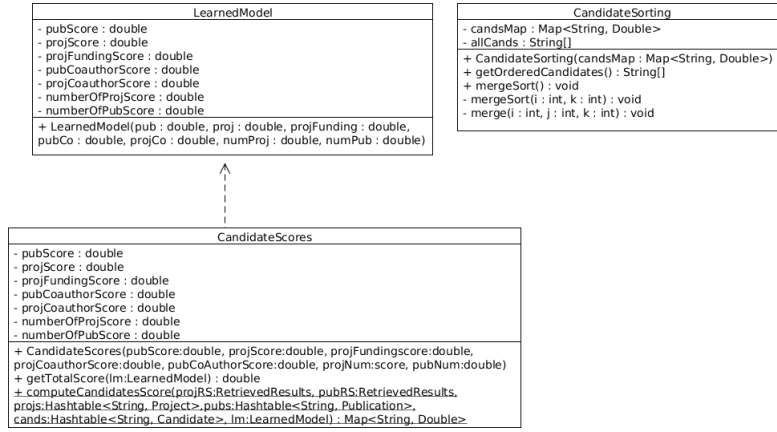 LearnedModel
- pubScore : double
- projScore : double
- projFundingScore : double
- pubCoauthorScore : double
- projCoauthorScore : double
- numberOfProjScore : double
- numberOfPubScore : double
+ LearnedModel(pub : double, proj : double, projFunding : double,
pubCo : double, projCo : double, numProj : double, numPub : double)
CandidateSorting
- candsMap : Map<String, Double>
- allCands : String[]
+ CandidateSorting(candsMap : Map<String, Double>)
+ getOrderedCandidates() : String[]
+ mergeSort() : void
- mergeSort(i : int, k : int) : void
- merge(i : int, j : int, k : int) : void
CandidateScores
- pubScore : double
- projScore : double
- projFundingScore : double
- pubCoauthorScore : double
- projCoauthorScore : double
- numberOfProjScore : double
- numberOfPubScore : double
+ CandidateScores(pubScore:double, projScore:double, projFundingscore:double,
projCoauthorScore:double, pubCoAuthorScore:double, projNum:score, pubNum:double)
+ getTotalScore(lm:LearnedModel) : double
+ computeCandidatesScore(projRS:RetrievedResults, pubRS:RetrievedResults,
projs:Hashtable<String, Project>,pubs:Hashtable<String, Publication>,
cands:Hashtable<String, Candidate>, lm:LearnedModel) : Map<String, Double>